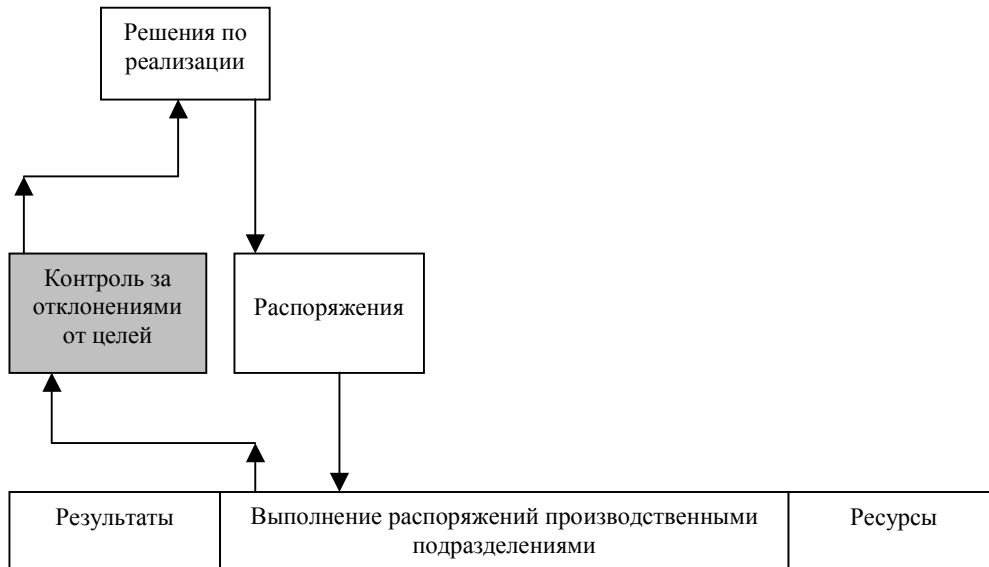 Решения по
реализации
Контроль за
отклонениями
от целей
Распоряжения
Результаты
Выполнение распоряжений производственными
подразделениями
Ресурсы